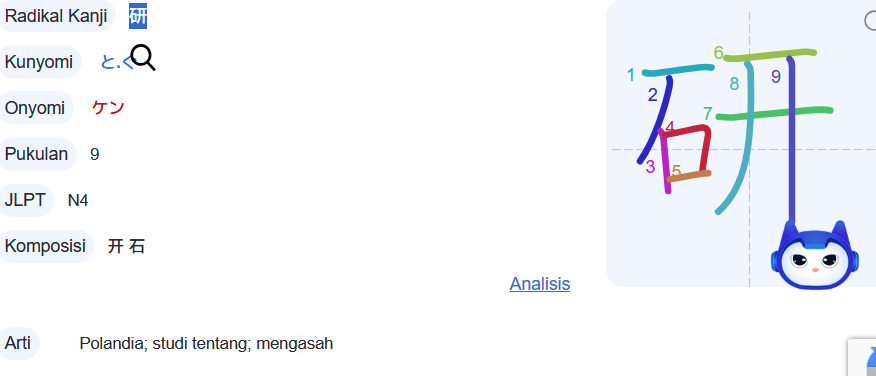 Radikal Kanji 研
Kunyomi と.ぐ
Onyomi ケン
Pukulan 9
JLPT N4
Komposisi 开 石
1
2
3
4
5
6
7
8
9
Analisis
Arti Polandia; studi tentang; mengasah